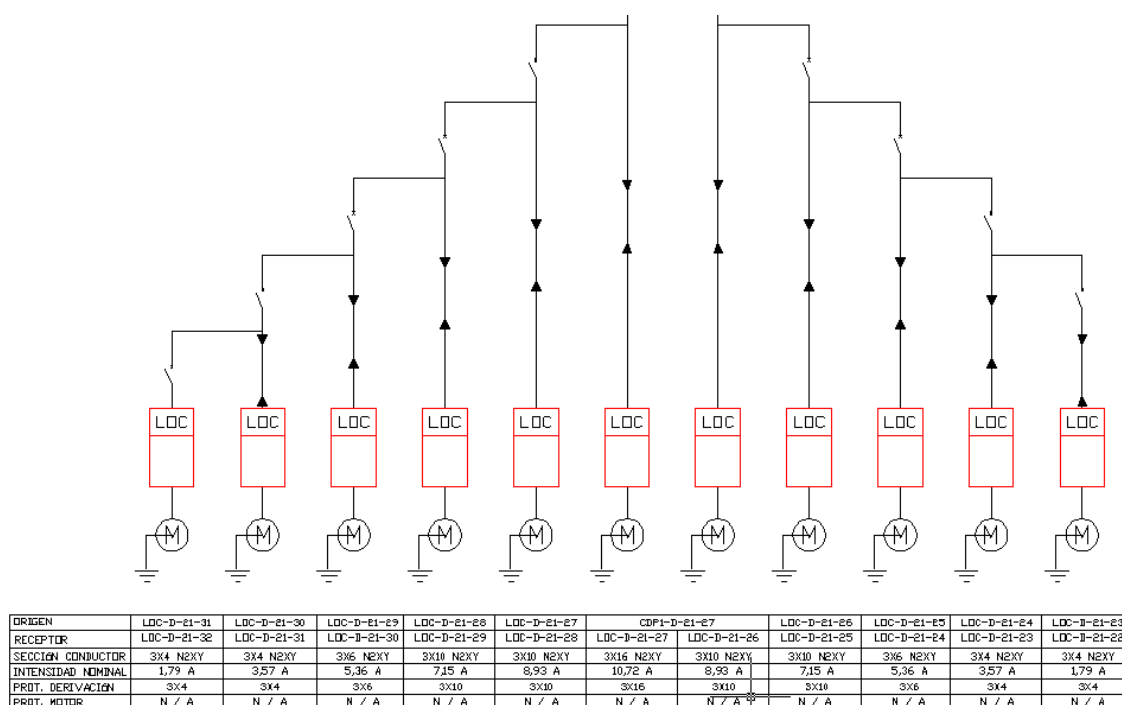 LOC LOC LOC LOC LOC LOC LOC LOC LOC LOC LOC
M M M M M M M M M M M
ORIGEN LOC-D-21-31 LOC-D-21-30 LOC-D-21-29 LOC-D-21-28 LOC-D-21-27 CDP1-D-21-27 LOC-D-21-26 LOC-D-21-25 LOC-D-21-24 LOC-D-21-23
RECEPTOR LOC-D-21-32 LOC-D-21-31 LOC-D-21-30 LOC-D-21-29 LOC-D-21-28 LOC-D-21-27 LOC-D-21-26 LOC-D-21-25 LOC-D-21-24 LOC-D-21-23 LOC-D-21-22
SECCIÓN CONDUCTOR 3X4 N2XY 3X4 N2XY 3X6 N2XY 3X10 N2XY 3X10 N2XY 3X16 N2XY 3X10 N2XY 3X10 N2XY 3X6 N2XY 3X4 N2XY 3X4 N2XY
INTENSIDAD NOMINAL 1,79 A 3,57 A 5,36 A 7,15 A 8,93 A 10,72 A 8,93 A 7,15 A 5,36 A 3,57 A 1,79 A
PROT. DERIVACIÓN 3X4 3X4 3X6 3X10 3X10 3X16 3X10 3X10 3X6 3X4 3X4
PROT. MOTOR N / A N / A N / A N / A N / A N / A N / A N / A N / A N / A N / A